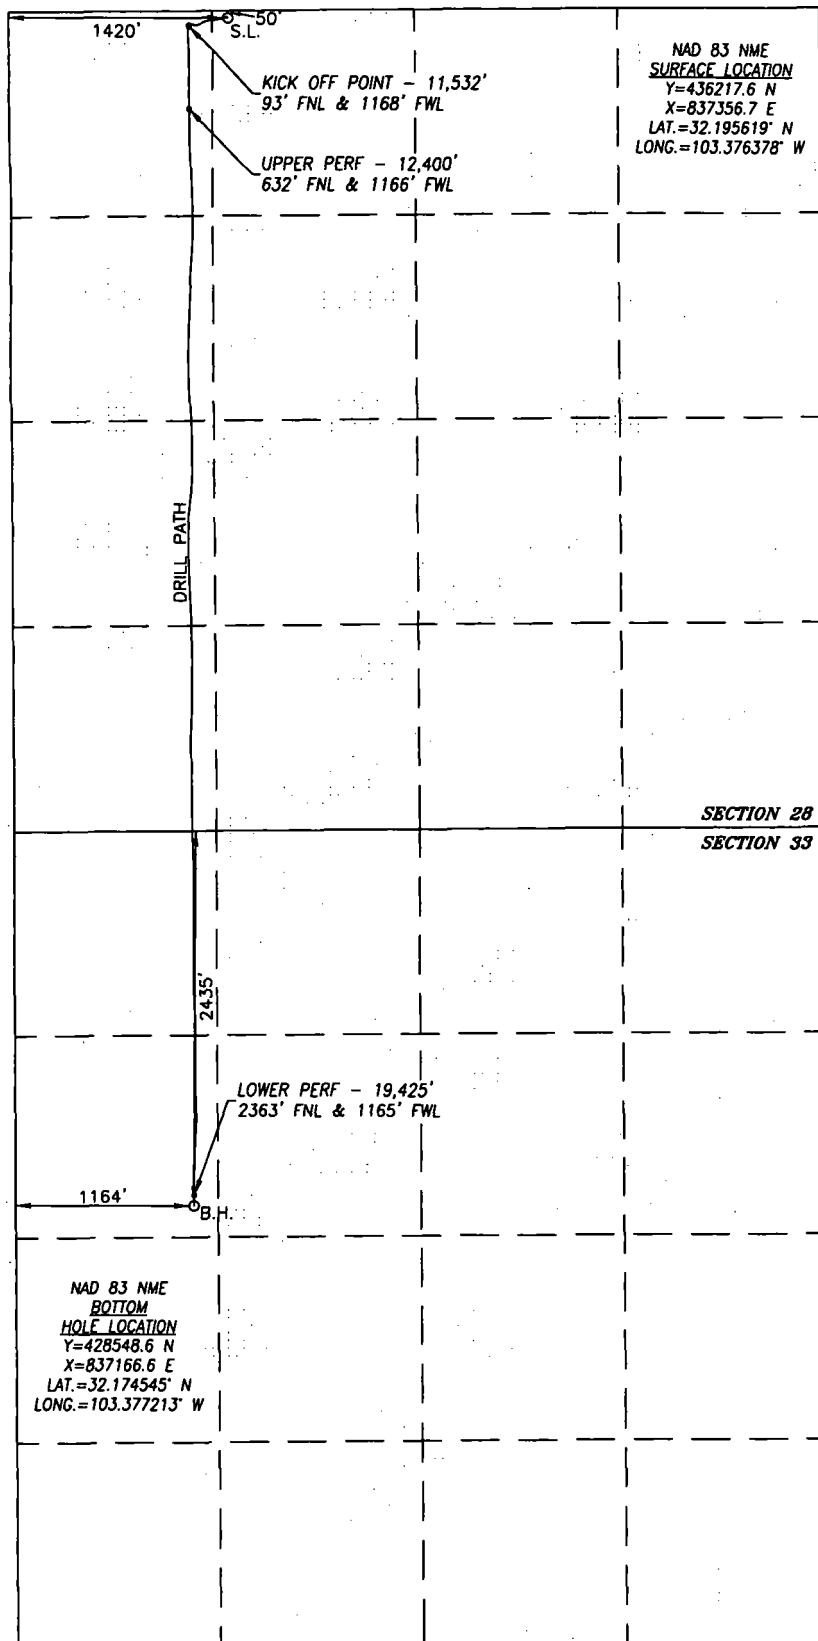 50'
1420'
S.L.
NAD 83 NME
SURFACE LOCATION
Y=436217.6 N
X=837356.7 E
LAT.=32.195619° N
LONG.=103.376378° W
KICK OFF POINT - 11,532'
93' FNL & 1168' FWL
UPPER PERF - 12,400'
632' FNL & 1166' FWL
DRILL PATH
SECTION 28
SECTION 33
2435'
LOWER PERF - 19,425'
2363' FNL & 1165' FWL
1164'
B.H.
NAD 83 NME
BOTTOM
HOLE LOCATION
Y=428548.6 N
X=837166.6 E
LAT.=32.174545° N
LONG.=103.377213° W